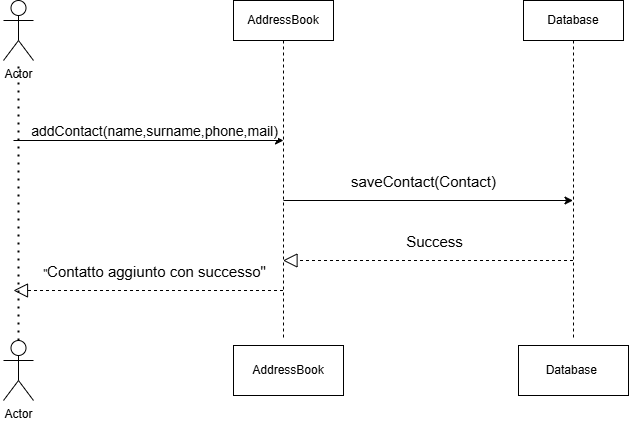 AddressBook
Database
Actor
addContact(name,surname,phone,mail)
saveContact(Contact)
Success
"Contatto aggiunto con successo"
AddressBook
Database
Actor